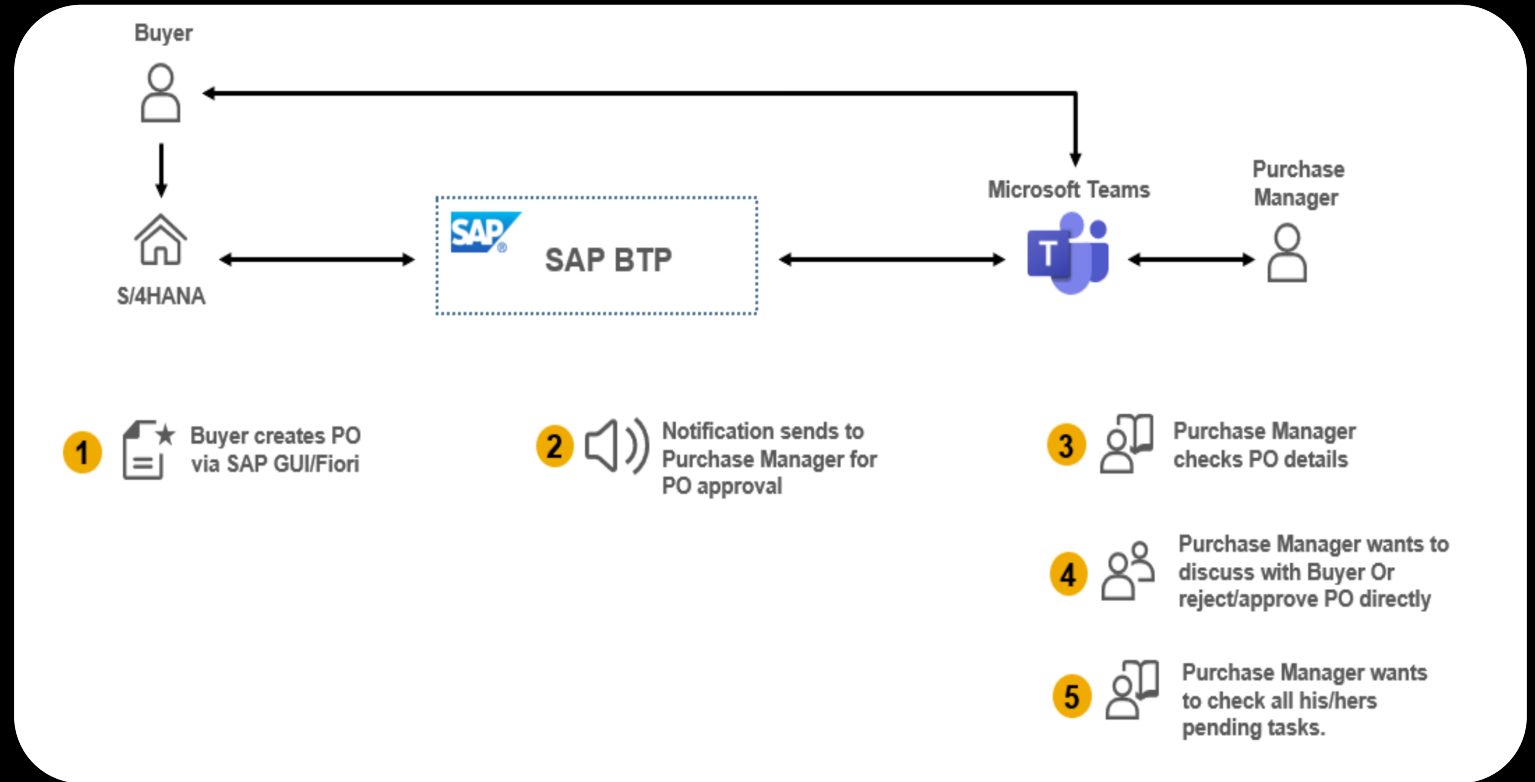 Buyer
Purchase
Manager
Microsoft Teams
SAP®
SAP BTP
T
S/4HANA
1
Buyer creates PO
via SAP GUI/Fiori
2
Notification sends to
Purchase Manager for
PO approval
3
Purchase Manager
checks PO details
4
Purchase Manager wants to
discuss with Buyer Or
reject/approve PO directly
5
Purchase Manager wants
to check all his/hers
pending tasks.